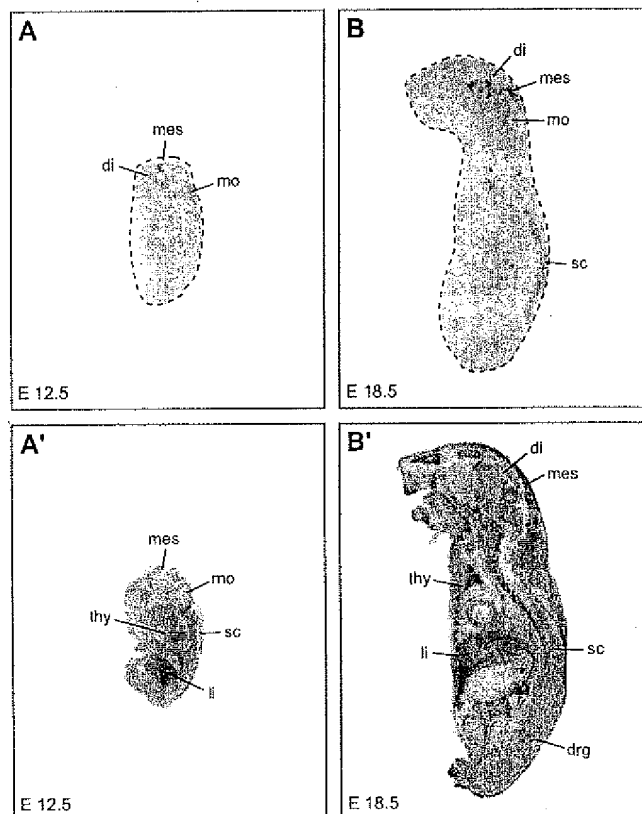 A
mes
di
mo
E 12.5
B
di
mes
mo
sc
E 18.5
A'
mes
mo
thy
sc
li
E 12.5
B'
di
mes
thy
li
sc
drg
E 18.5